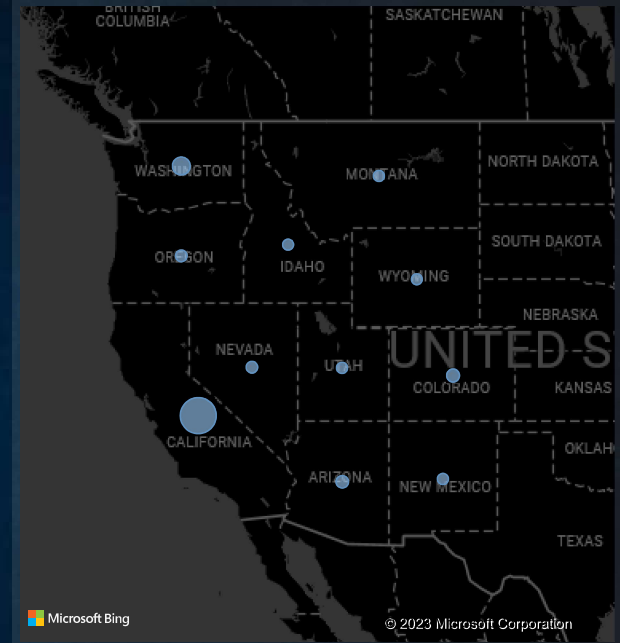 BRITISH
COLUMBIA
SASKATCHEWAN
WASHINGTON
MONTANA
NORTH DAKOTA
OREGON
IDAHO
SOUTH DAKOTA
WYOMING
NEBRASKA
NEVADA
UNITED S
UTAH
COLORADO
KANSAS
CALIFORNIA
OKLAH
ARIZONA
NEW MEXICO
TEXAS
Microsoft Bing
© 2023 Microsoft Corporation